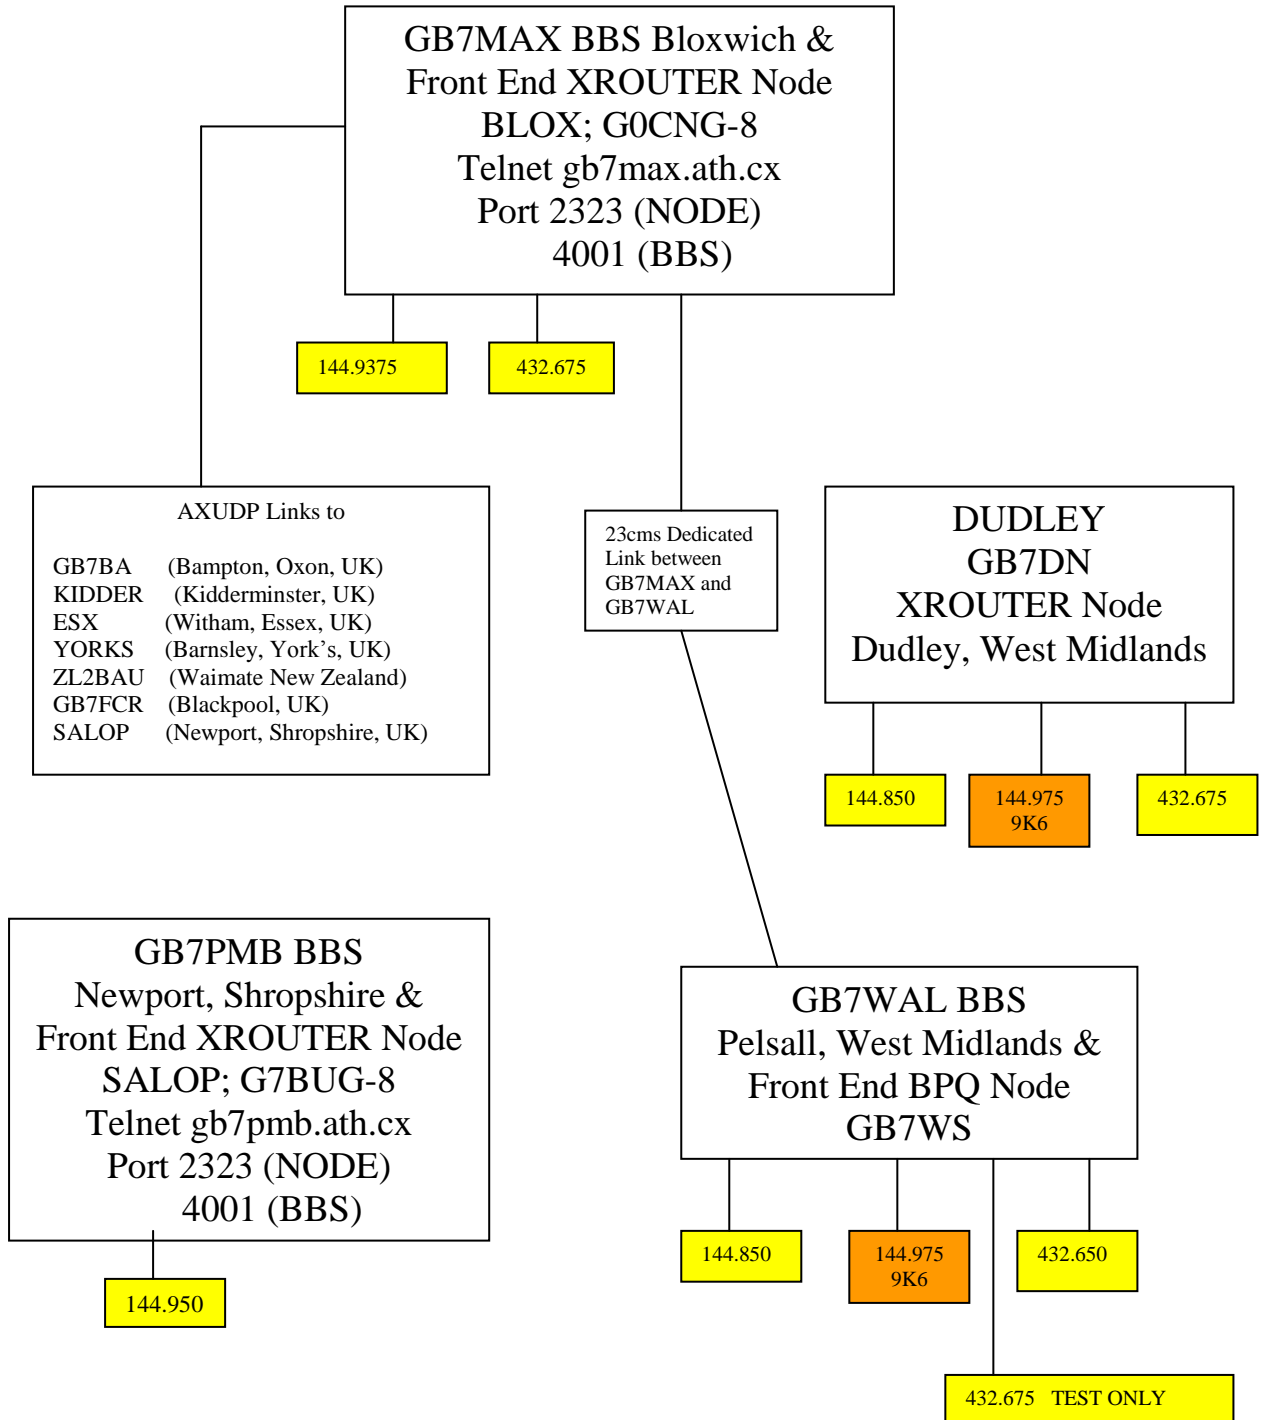 GB7MAX BBS Bloxwich &
Front End XROUTER Node
BLOX; G0CNG-8
Telnet gb7max.ath.cx
Port 2323 (NODE)
4001 (BBS)
144.9375
432.675
AXUDP Links to
GB7BA (Bampton, Oxon, UK)
KIDDER (Kidderminster, UK)
ESX (Witham, Essex, UK)
YORKS (Barnsley, York’s, UK)
ZL2BAU (Waimate New Zealand)
GB7FCR (Blackpool, UK)
SALOP (Newport, Shropshire, UK)
23cms Dedicated
Link between
GB7MAX and
GB7WAL
DUDLEY
GB7DN
XROUTER Node
Dudley, West Midlands
144.850
144.975
9K6
432.675
GB7PMB BBS
Newport, Shropshire &
Front End XROUTER Node
SALOP; G7BUG-8
Telnet gb7pmb.ath.cx
Port 2323 (NODE)
4001 (BBS)
144.950
GB7WAL BBS
Pelsall, West Midlands &
Front End BPQ Node
GB7WS
144.850
144.975
9K6
432.650
432.675 TEST ONLY